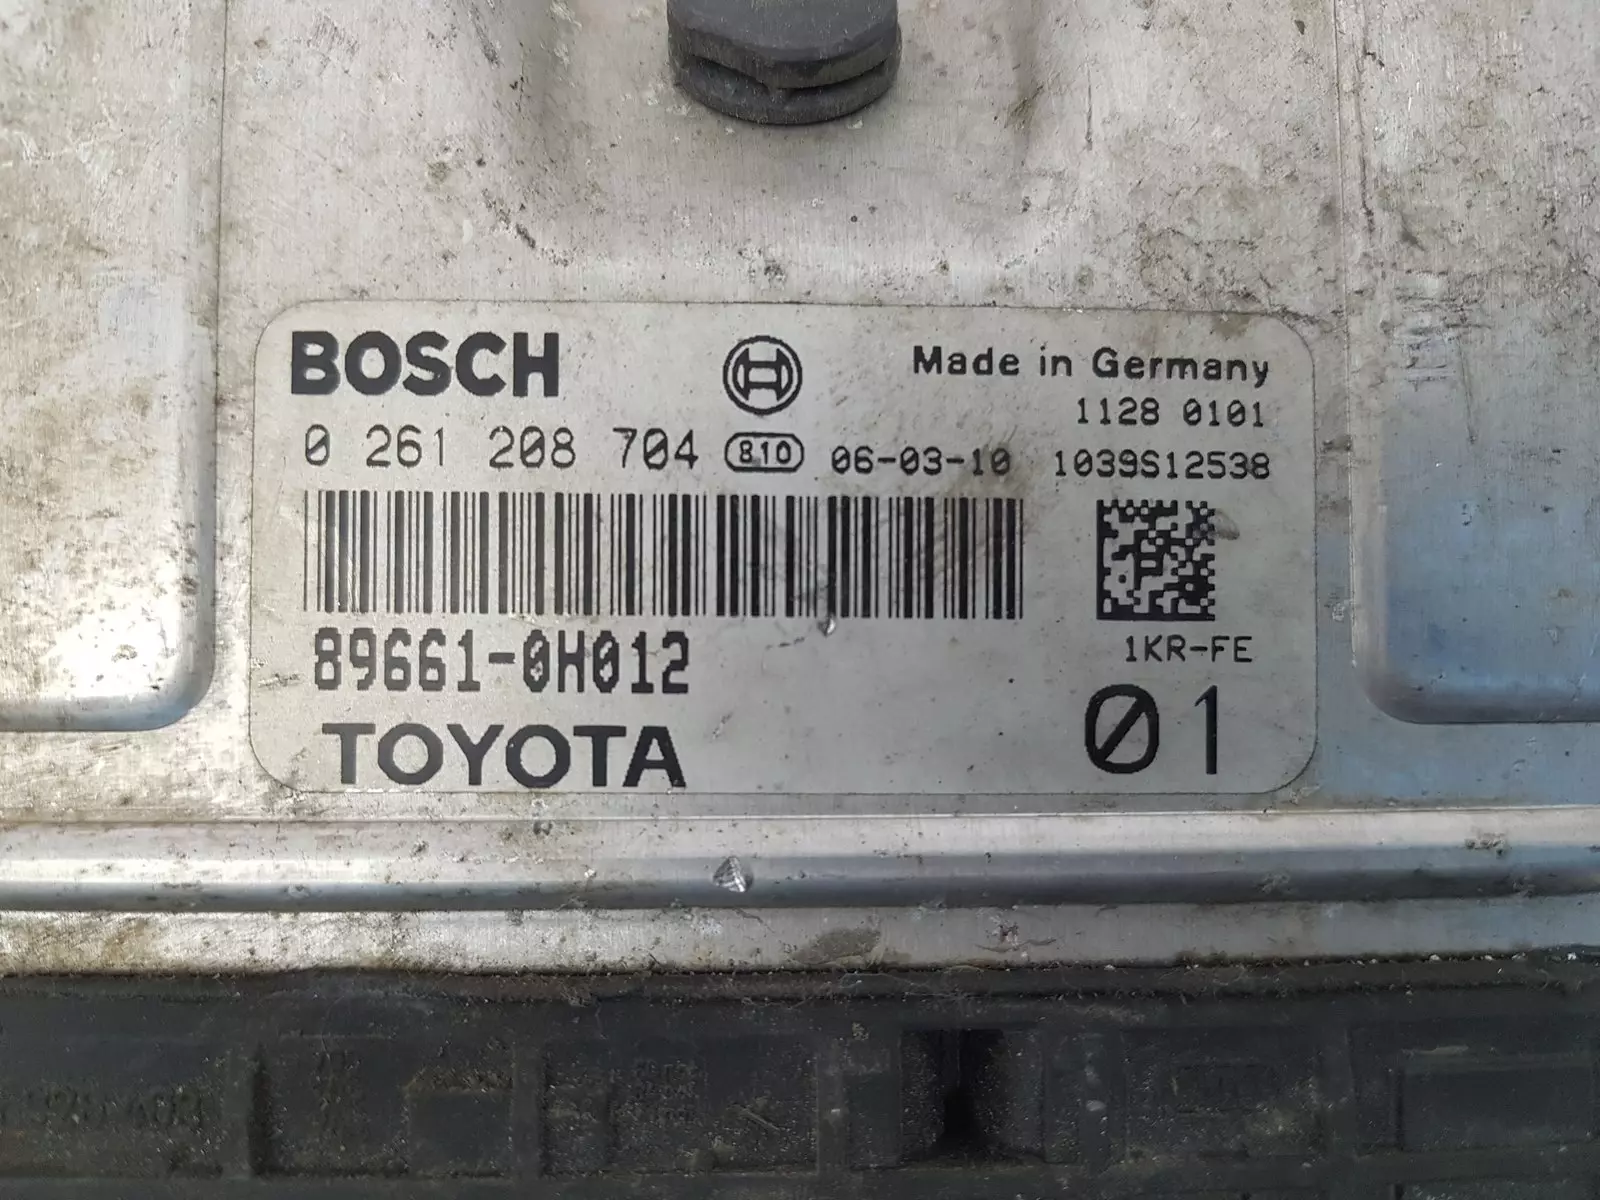 BOSCH
Made in Germany
1128 0101
0 261 208 704 810 06-03-10 1039S12538
89661-0H012
1KR-FE
TOYOTA
01